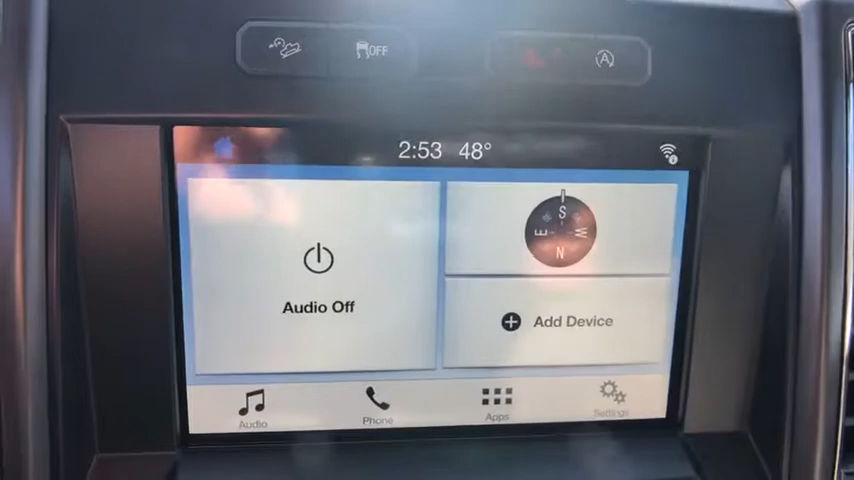 OFF
A
2:53 48°
S
E W
N
Audio Off
Add Device
Audio Phone Apps Settings